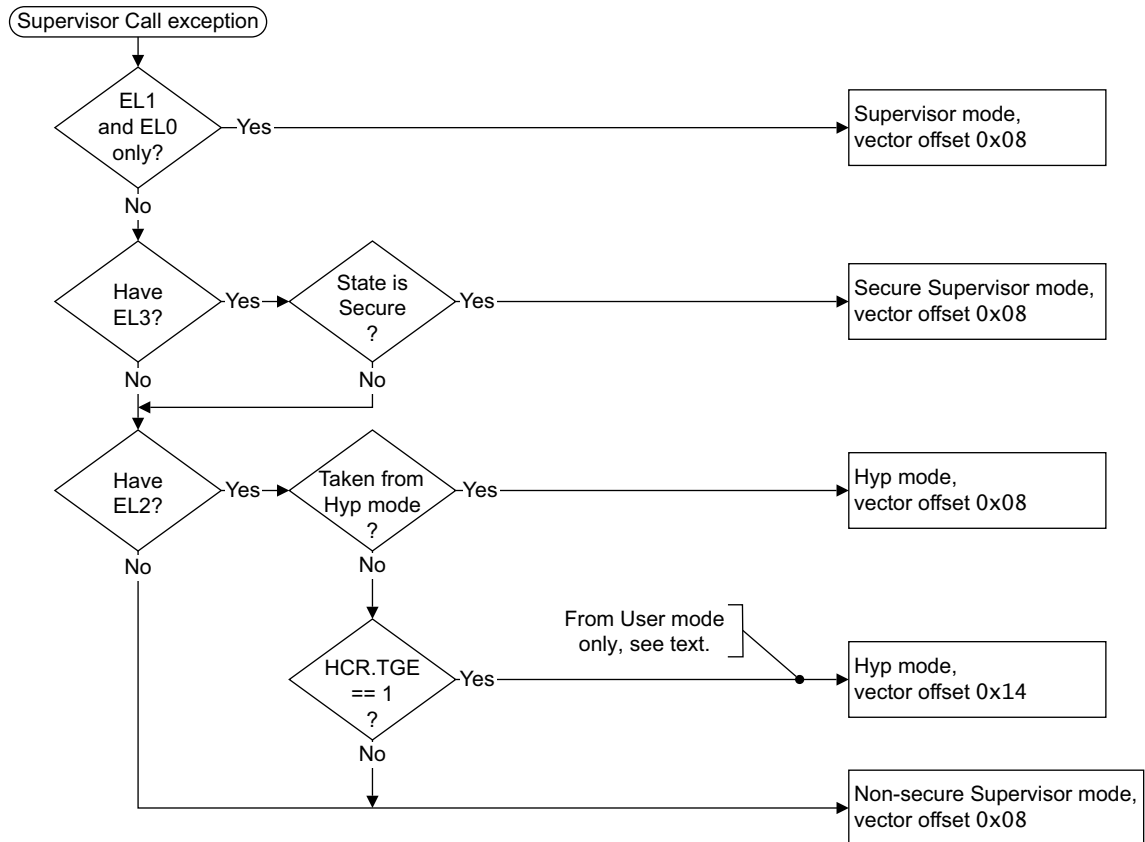 Supervisor Call exception
EL1
and EL0
only?
Yes
Supervisor mode,
vector offset 0x08
No
Have
EL3?
Yes
State is
Secure
?
Yes
Secure Supervisor mode,
vector offset 0x08
No
No
Have
EL2?
Yes
Taken from
Hyp mode
?
Yes
Hyp mode,
vector offset 0x08
No
No
From User mode
only, see text.
HCR.TGE
== 1
?
Yes
Hyp mode,
vector offset 0x14
No
Non-secure Supervisor mode,
vector offset 0x08